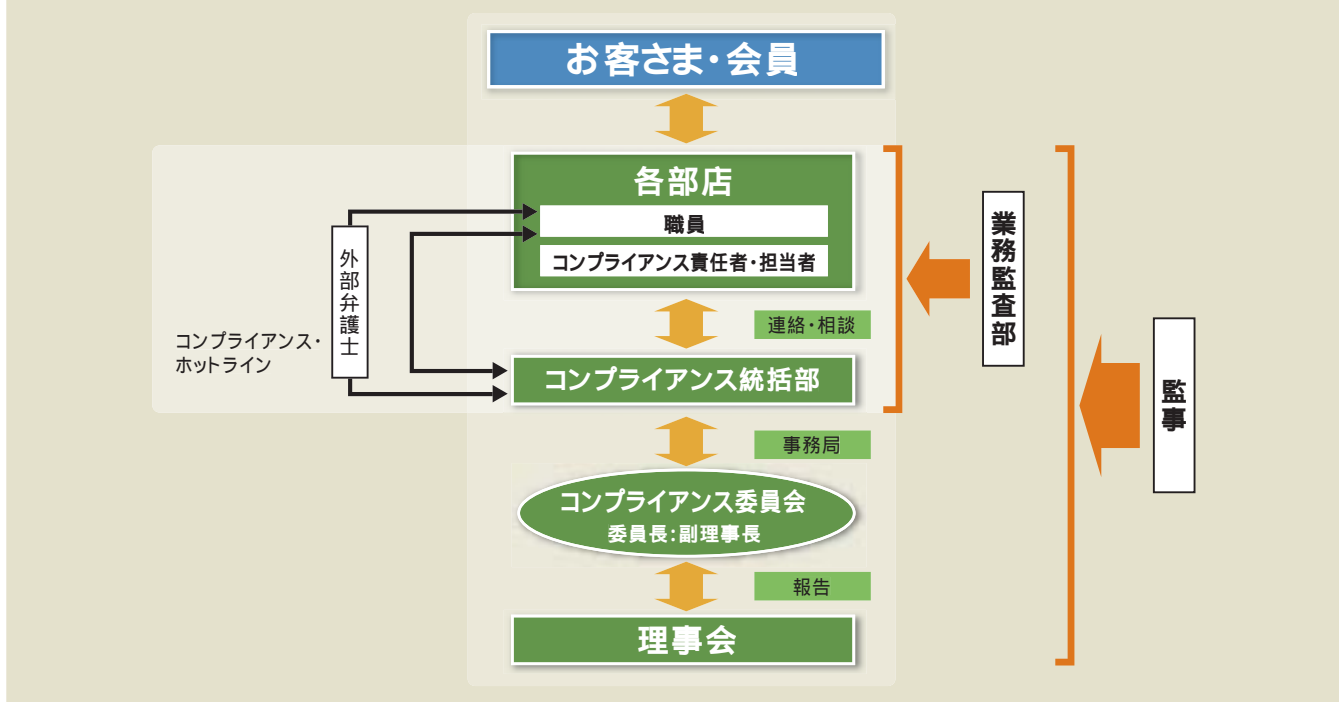 お客さま・会員
各部店
職員
コンプライアンス責任者・担当者
連絡・相談
コンプライアンス統括部
事務局
コンプライアンス委員会
委員長:副理事長
報告
理事会
外部弁護士
コンプライアンス・
ホットライン
業務監査部
監事